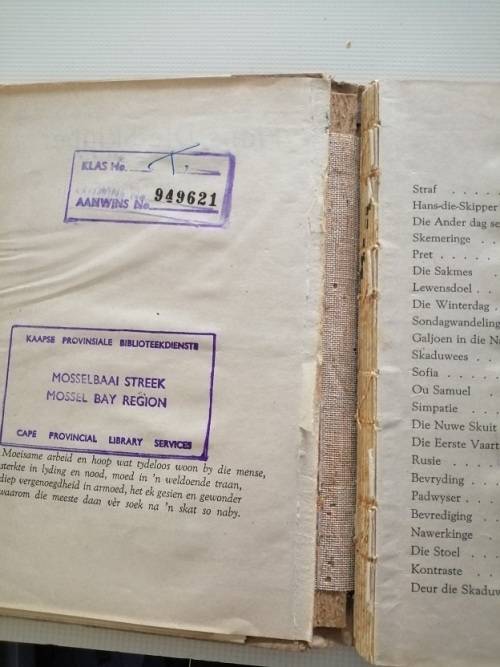 KLAS No.
AANWINS No. 949621
KAAPSE PROVINSIALE BIBLIOTEEKDIENSTE
MOSSELBAAI STREEK
MOSSEL BAY REGION
CAPE PROVINCIAL LIBRARY SERVICES
Moeisame arbeid en hoop wat tydeloos woon by die mense,
sterkte in lyding en nood, moed in 'n weldoende traan,
diep vergenoegdheid in armoed, het ek gesien en gewonder
waarom die meeste daan vèr soek na 'n skat so naby.
Straf . . . .
Hans-die-Skipper
Die Ander dag se
Skemeringe .
Pret . . . .
Die Sakmes
Lewensdoel .
Die Winterdag .
Sondagwandeling
Galjoen in die
Skaduwees .
Sofia . .
Ou Samuel .
Simpatie . .
Die Nuwe Skuit
Die Eerste Vaart
Rusie . . . .
Bevryding .
Padwyser . .
Bevrediging .
Nawerkinge .
Die Stoel . .
Kontraste . .
Deur die